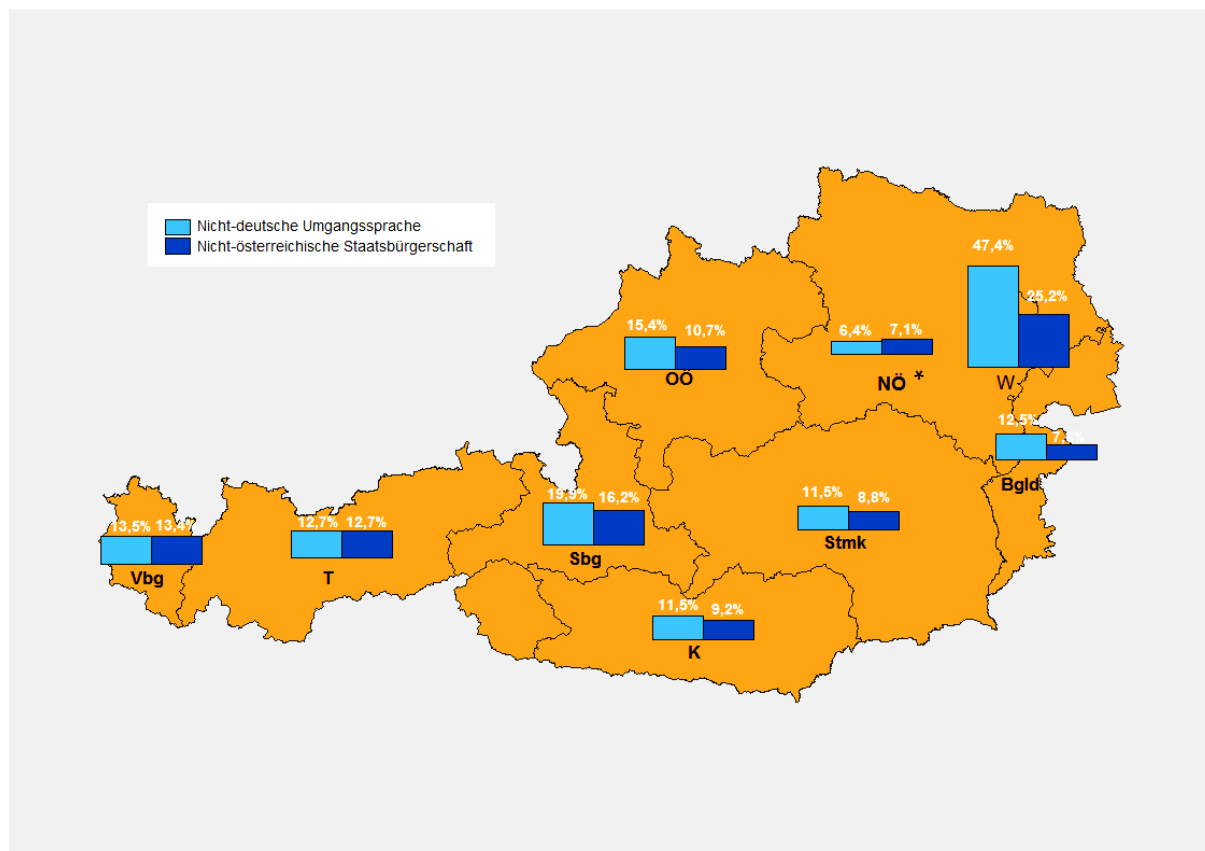 Nicht-deutsche Umgangssprache
Nicht-österreichische Staatsbürgerschaft
47,4%
25,2%
W
15,4%
10,7%
OÖ
6,4%
7,1%
NÖ *
12,5%
Bgld
19,9%
16,2%
Sbg
11,5%
8,8%
Stmk
13,5%
13,4%
Vbg
12,7%
12,7%
T
11,5%
9,2%
K